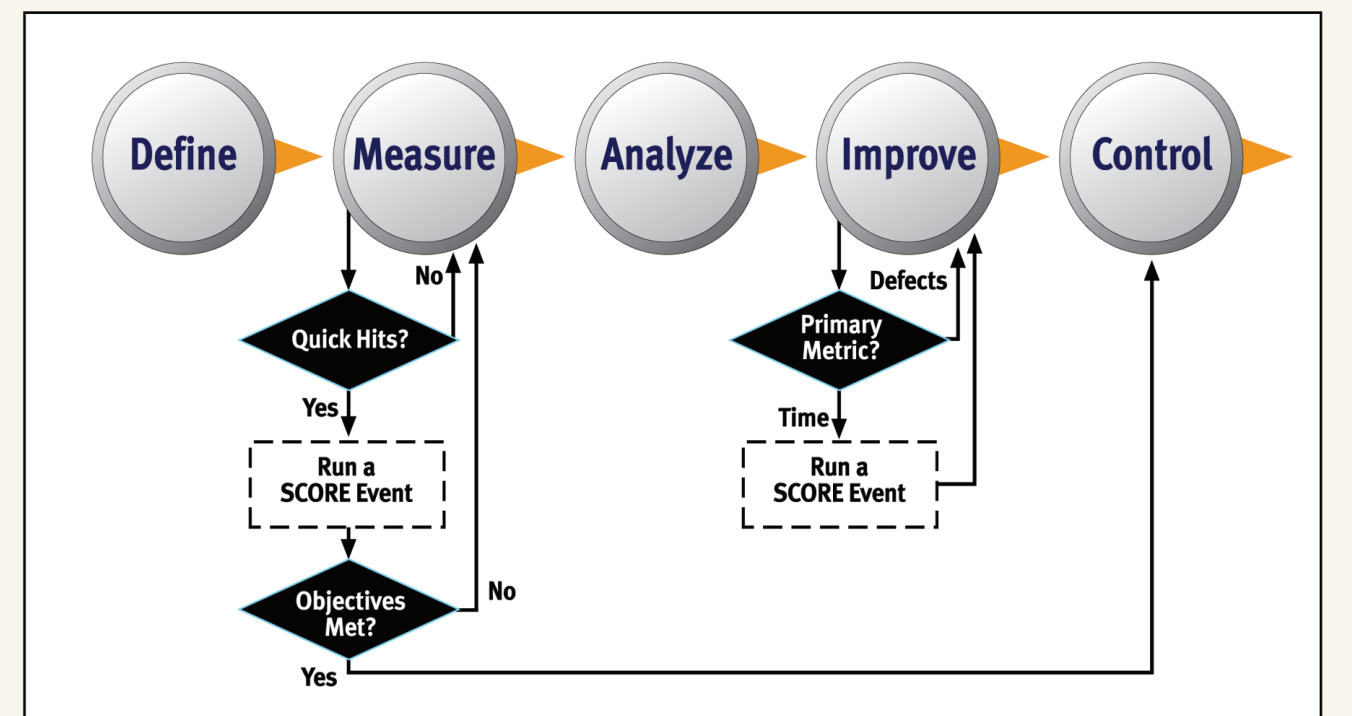 Define
Measure
Analyze
Improve
Control
No
Defects
Quick Hits?
Primary
Metric?
Yes
Time
Run a
SCORE Event
Run a
SCORE Event
No
Objectives
Met?
Yes